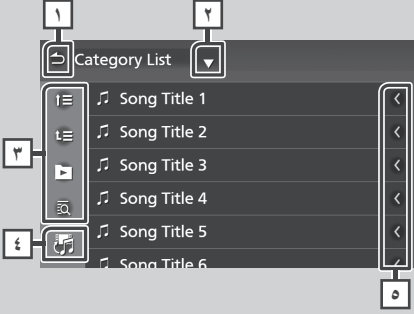 ١ ٢
Category List
٣
Song Title 1
Song Title 2
Song Title 3
Song Title 4
٤
Song Title 5
Song Title 6
٥